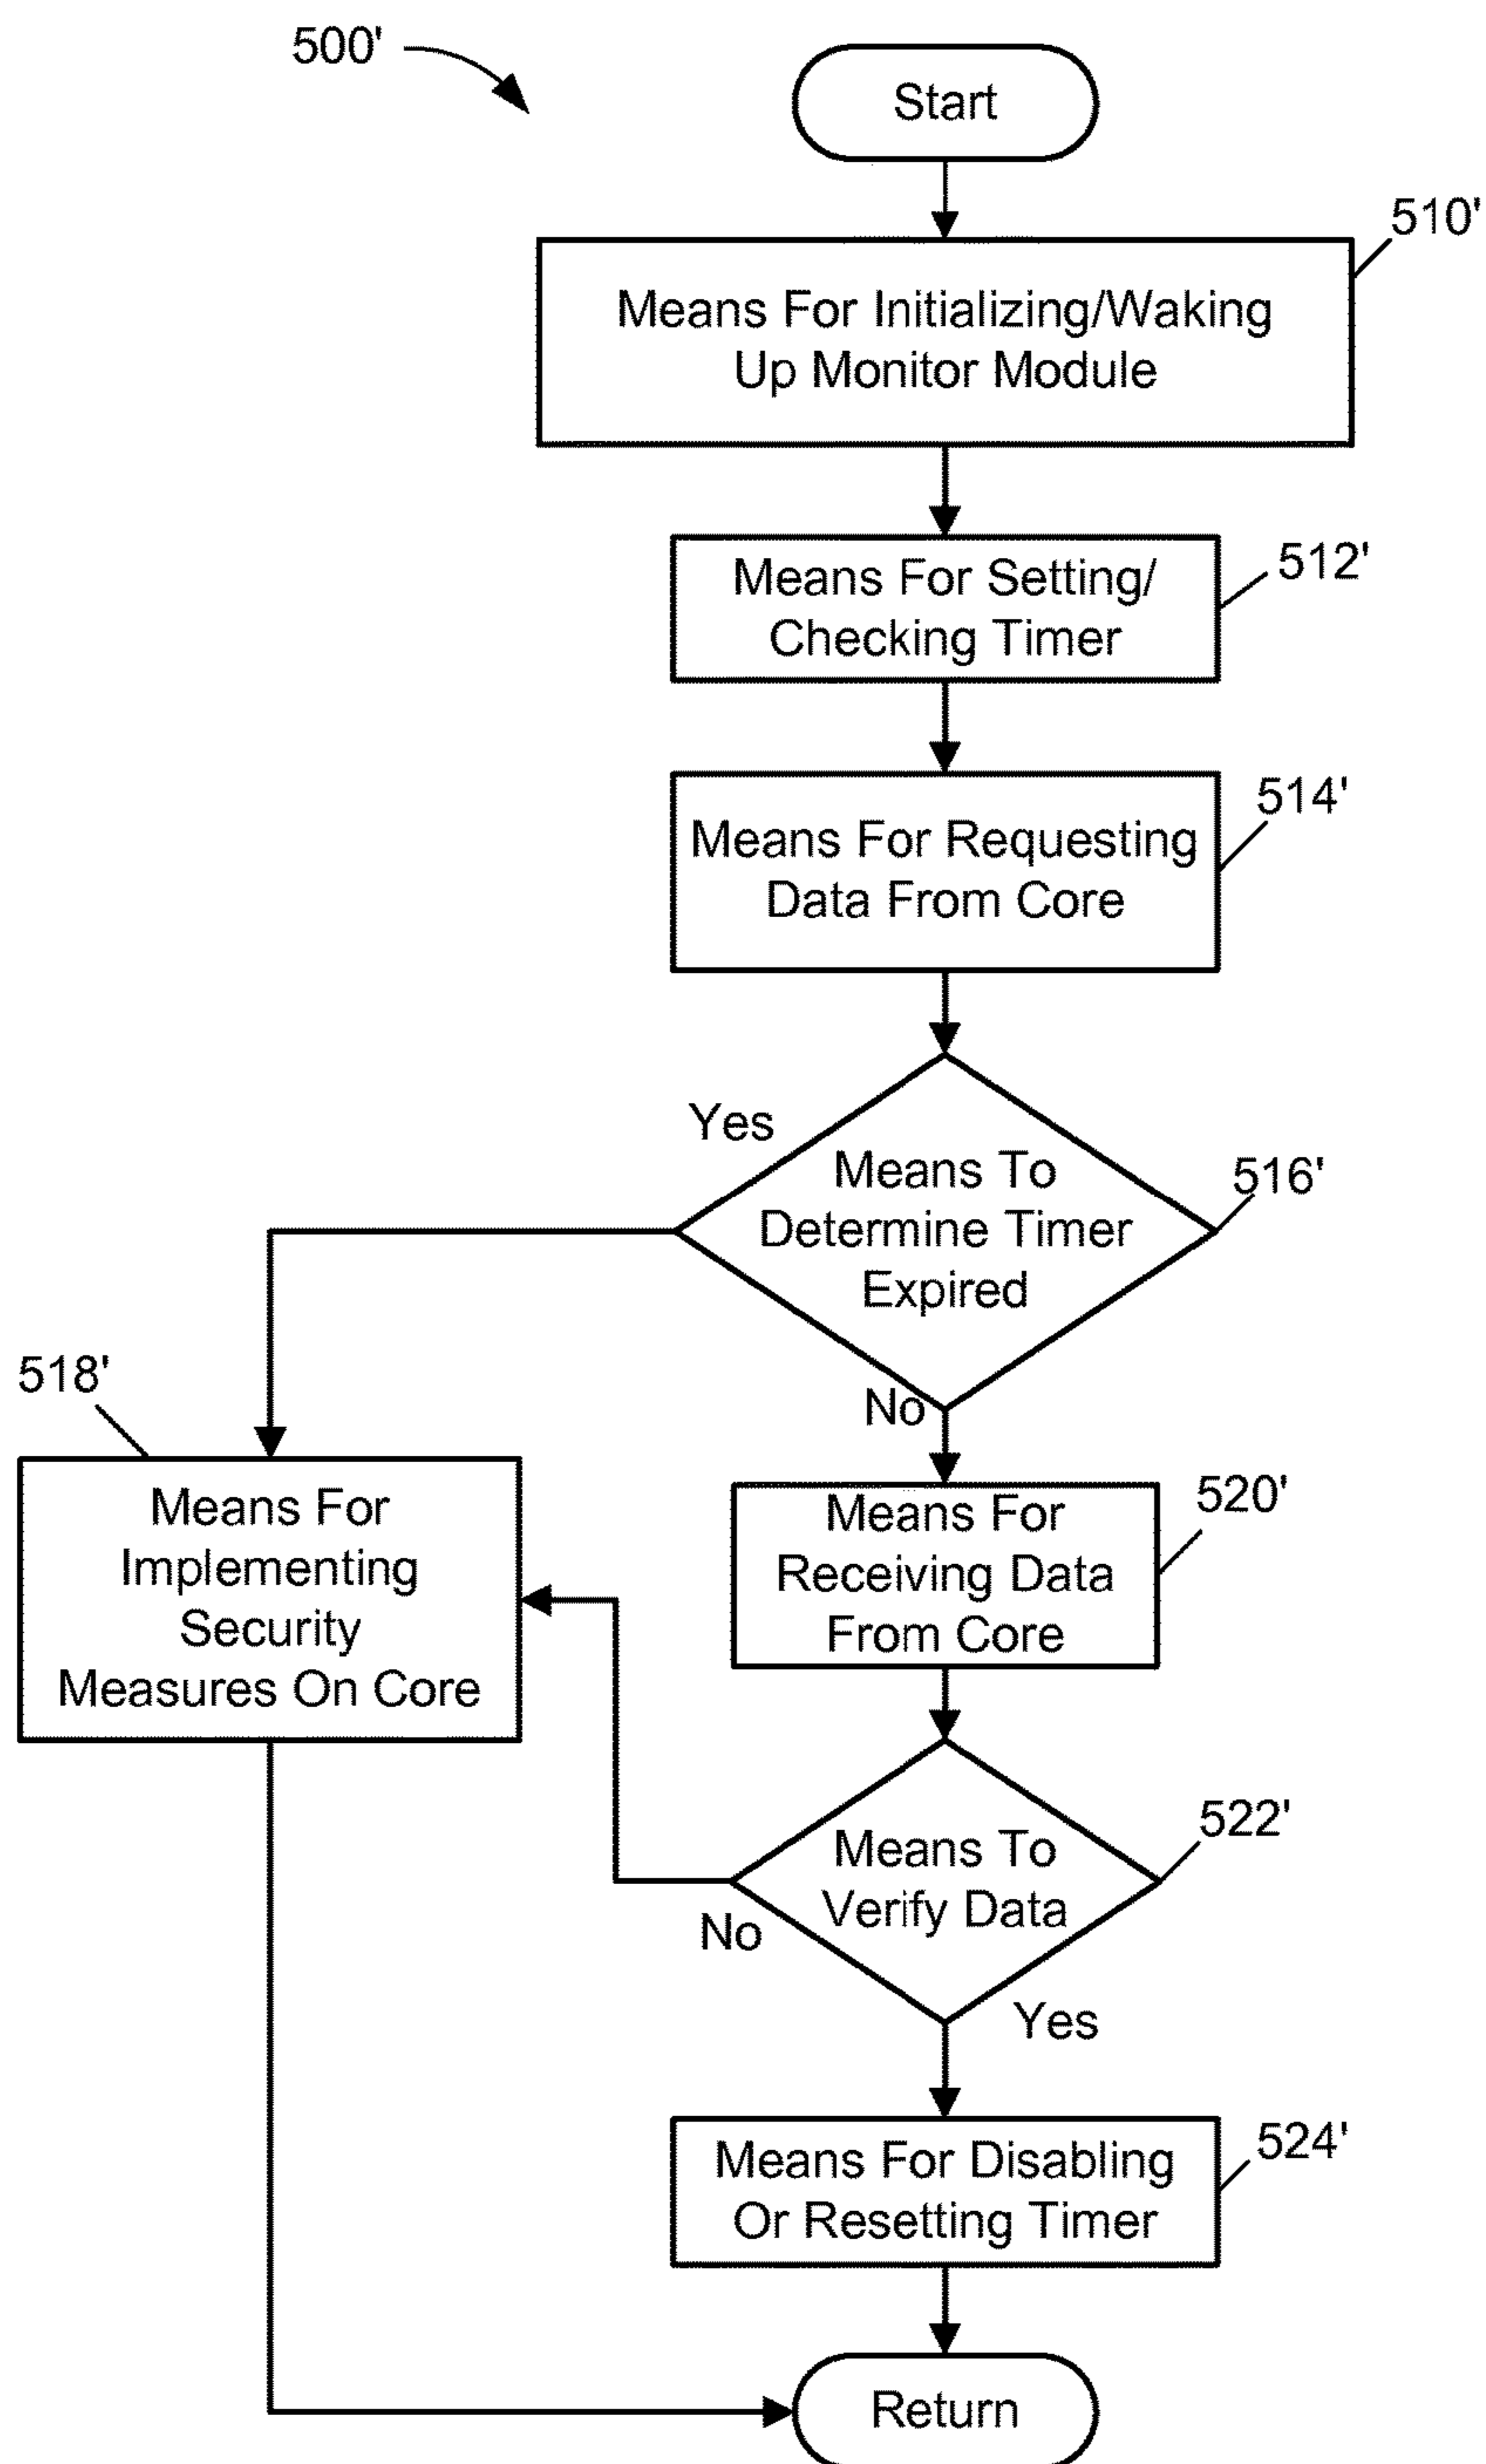 500'
Start
510'
Means For Initializing/Waking
Up Monitor Module
512'
Means For Setting/
Checking Timer
514'
Means For Requesting
Data From Core
Yes
516'
Means To
Determine Timer
Expired
No
518'
Means For
Implementing
Security
Measures On Core
520'
Means For
Receiving Data
From Core
522'
Means To
Verify Data
No
Yes
524'
Means For Disabling
Or Resetting Timer
Return